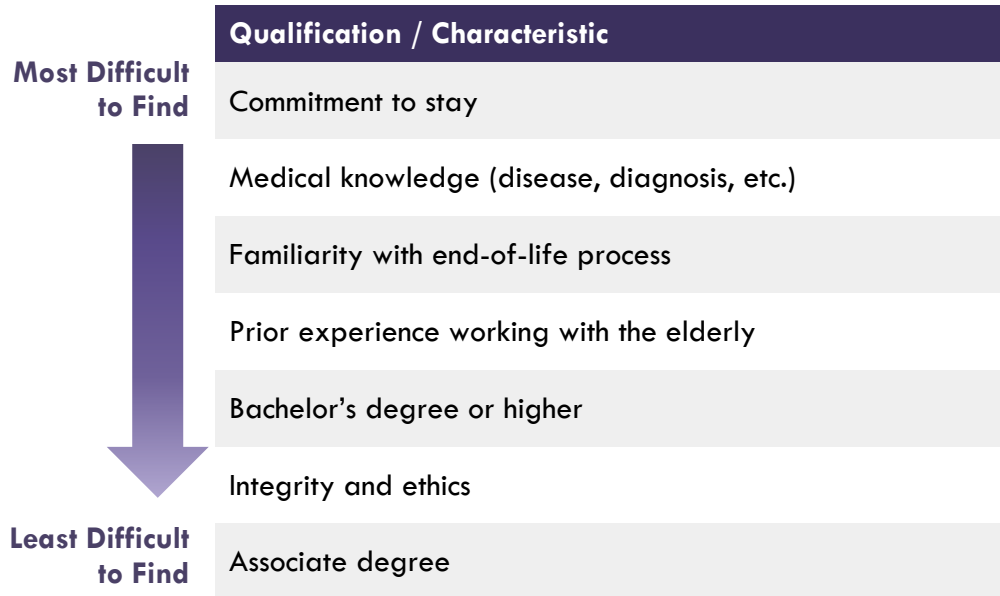 Qualification / Characteristic
Most Difficult
to Find
Commitment to stay
Medical knowledge (disease, diagnosis, etc.)
Familiarity with end-of-life process
Prior experience working with the elderly
Bachelor’s degree or higher
Integrity and ethics
Least Difficult
to Find
Associate degree